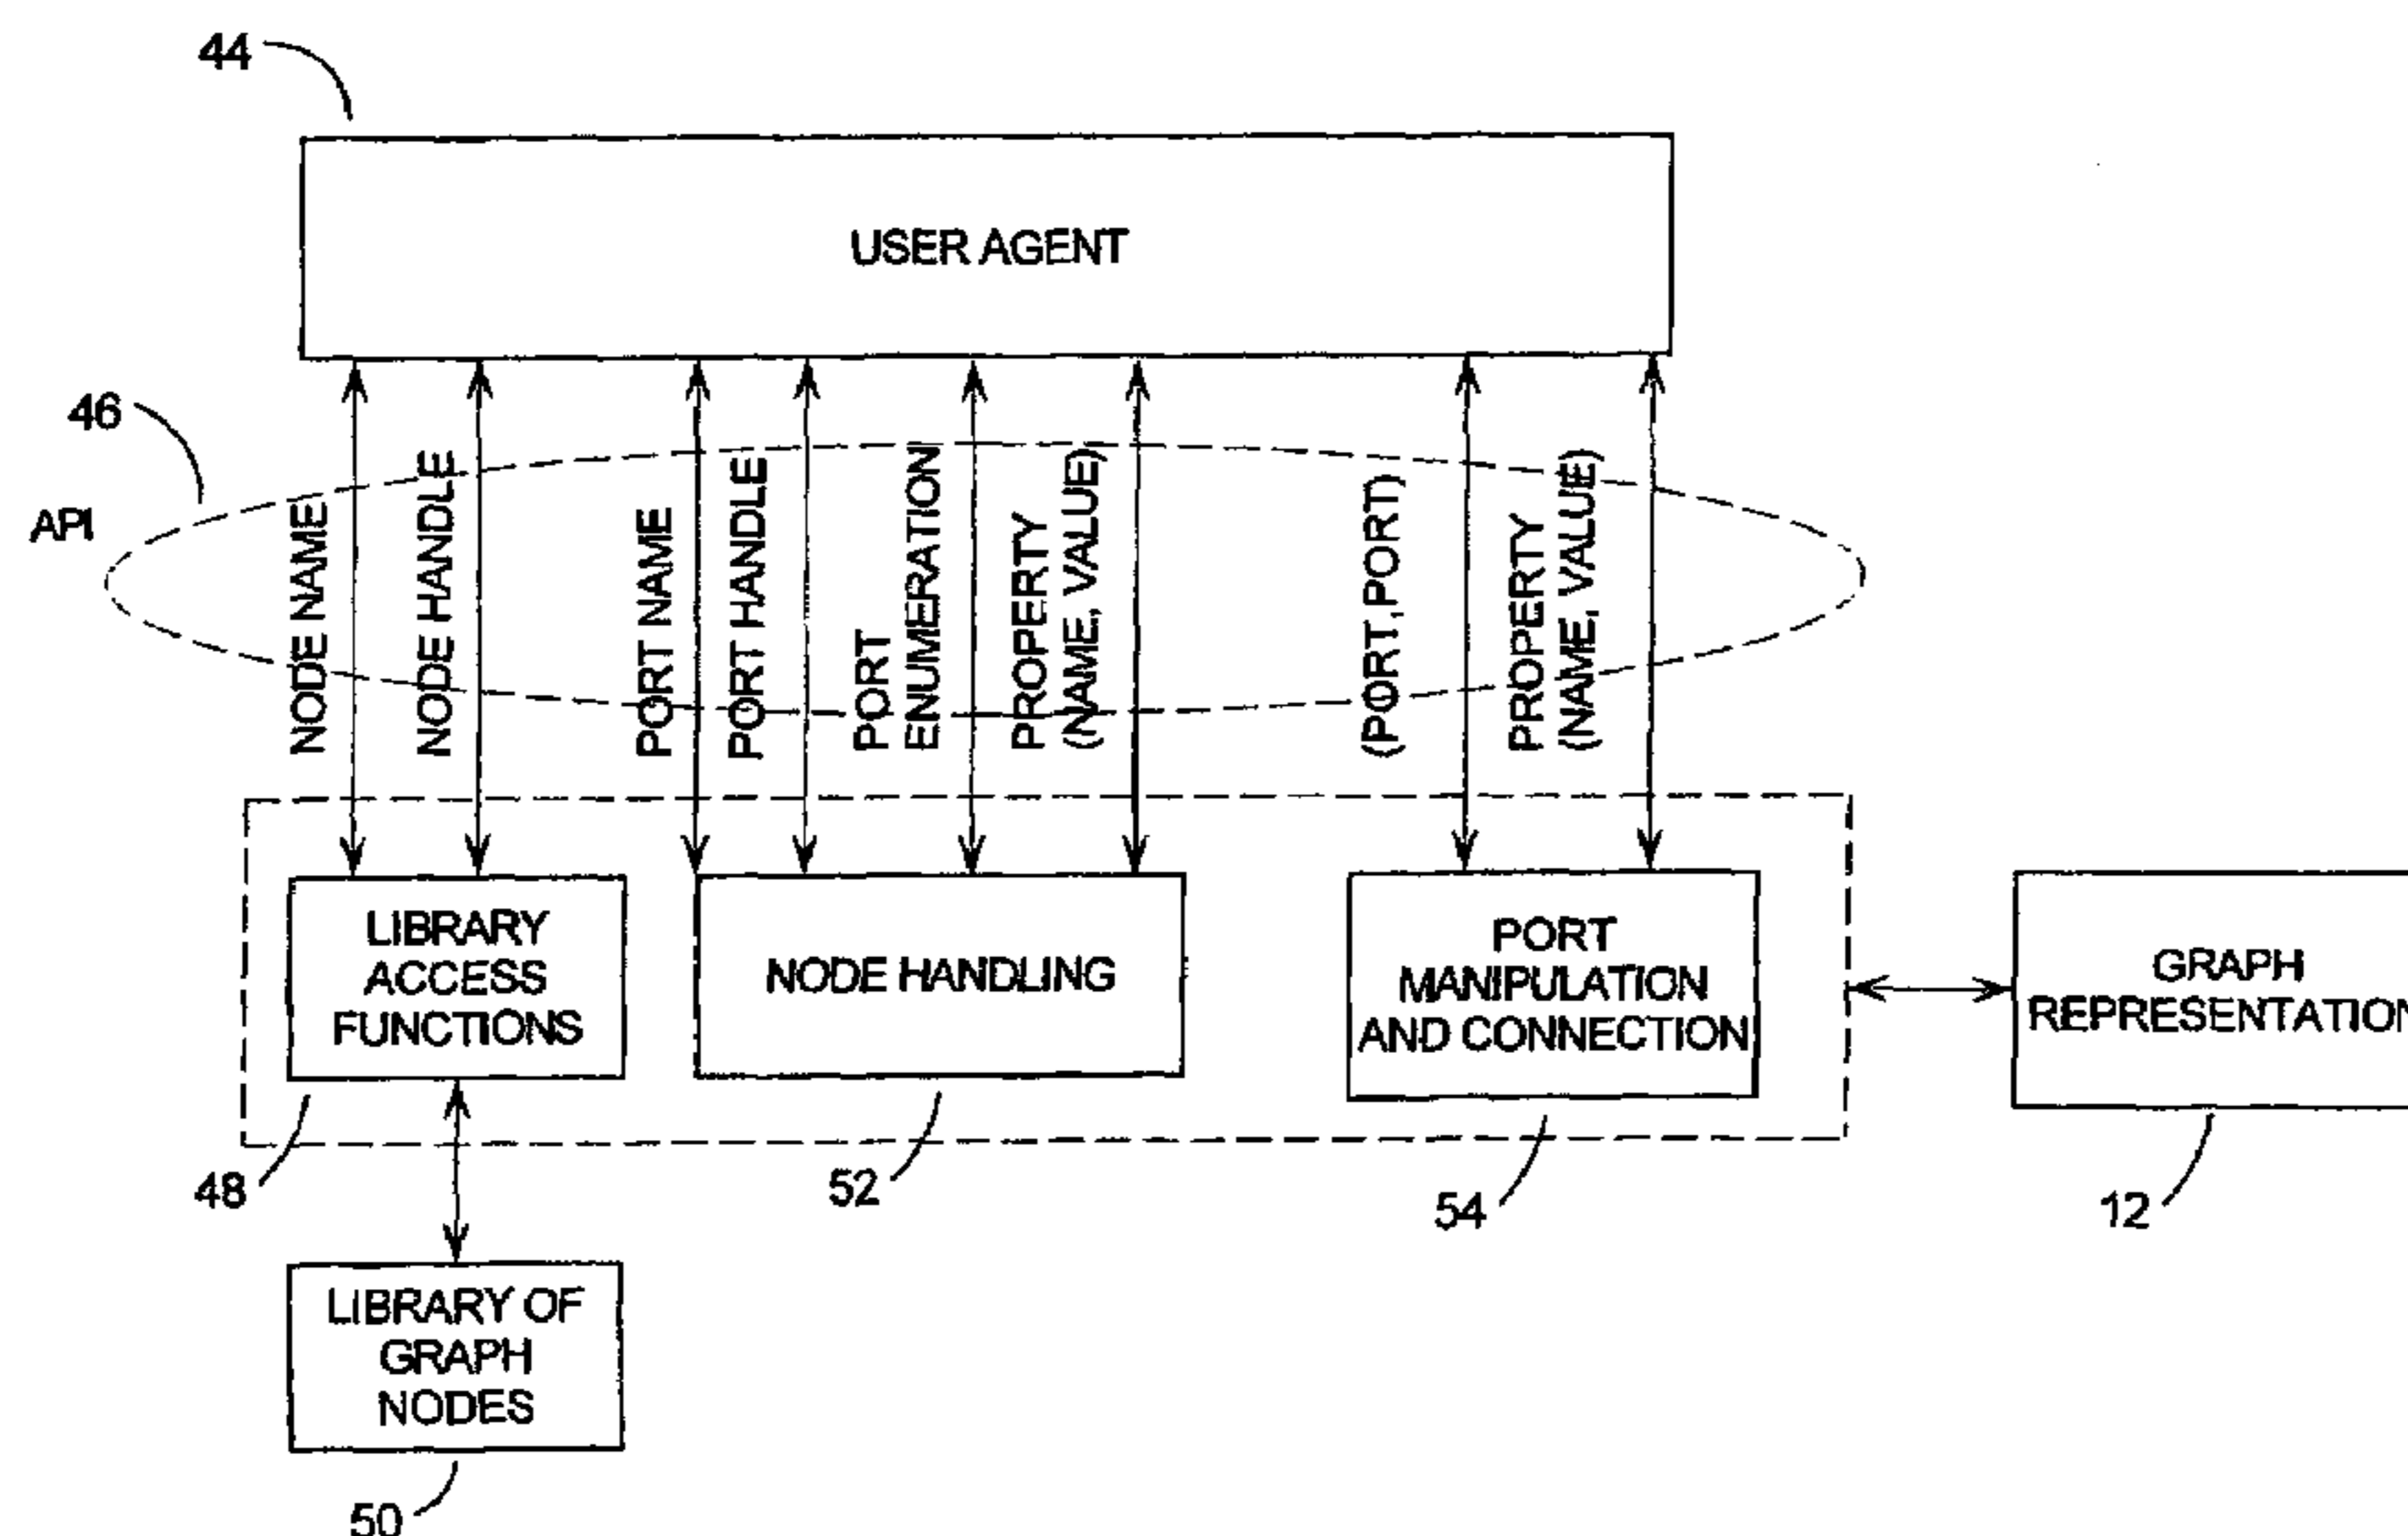 44
USER AGENT
46
API
NODE NAME
NODE HANDLE
PORT NAME
PORT HANDLE
PORT
ENUMERATION
PROPERTY
(NAME, VALUE)
(PORT,PORT)
PROPERTY
(NAME, VALUE)
LIBRARY
ACCESS
FUNCTIONS
NODE HANDLING
PORT
MANIPULATION
AND CONNECTION
GRAPH
REPRESENTATION
48
52
54
12
LIBRARY OF
GRAPH
NODES
50